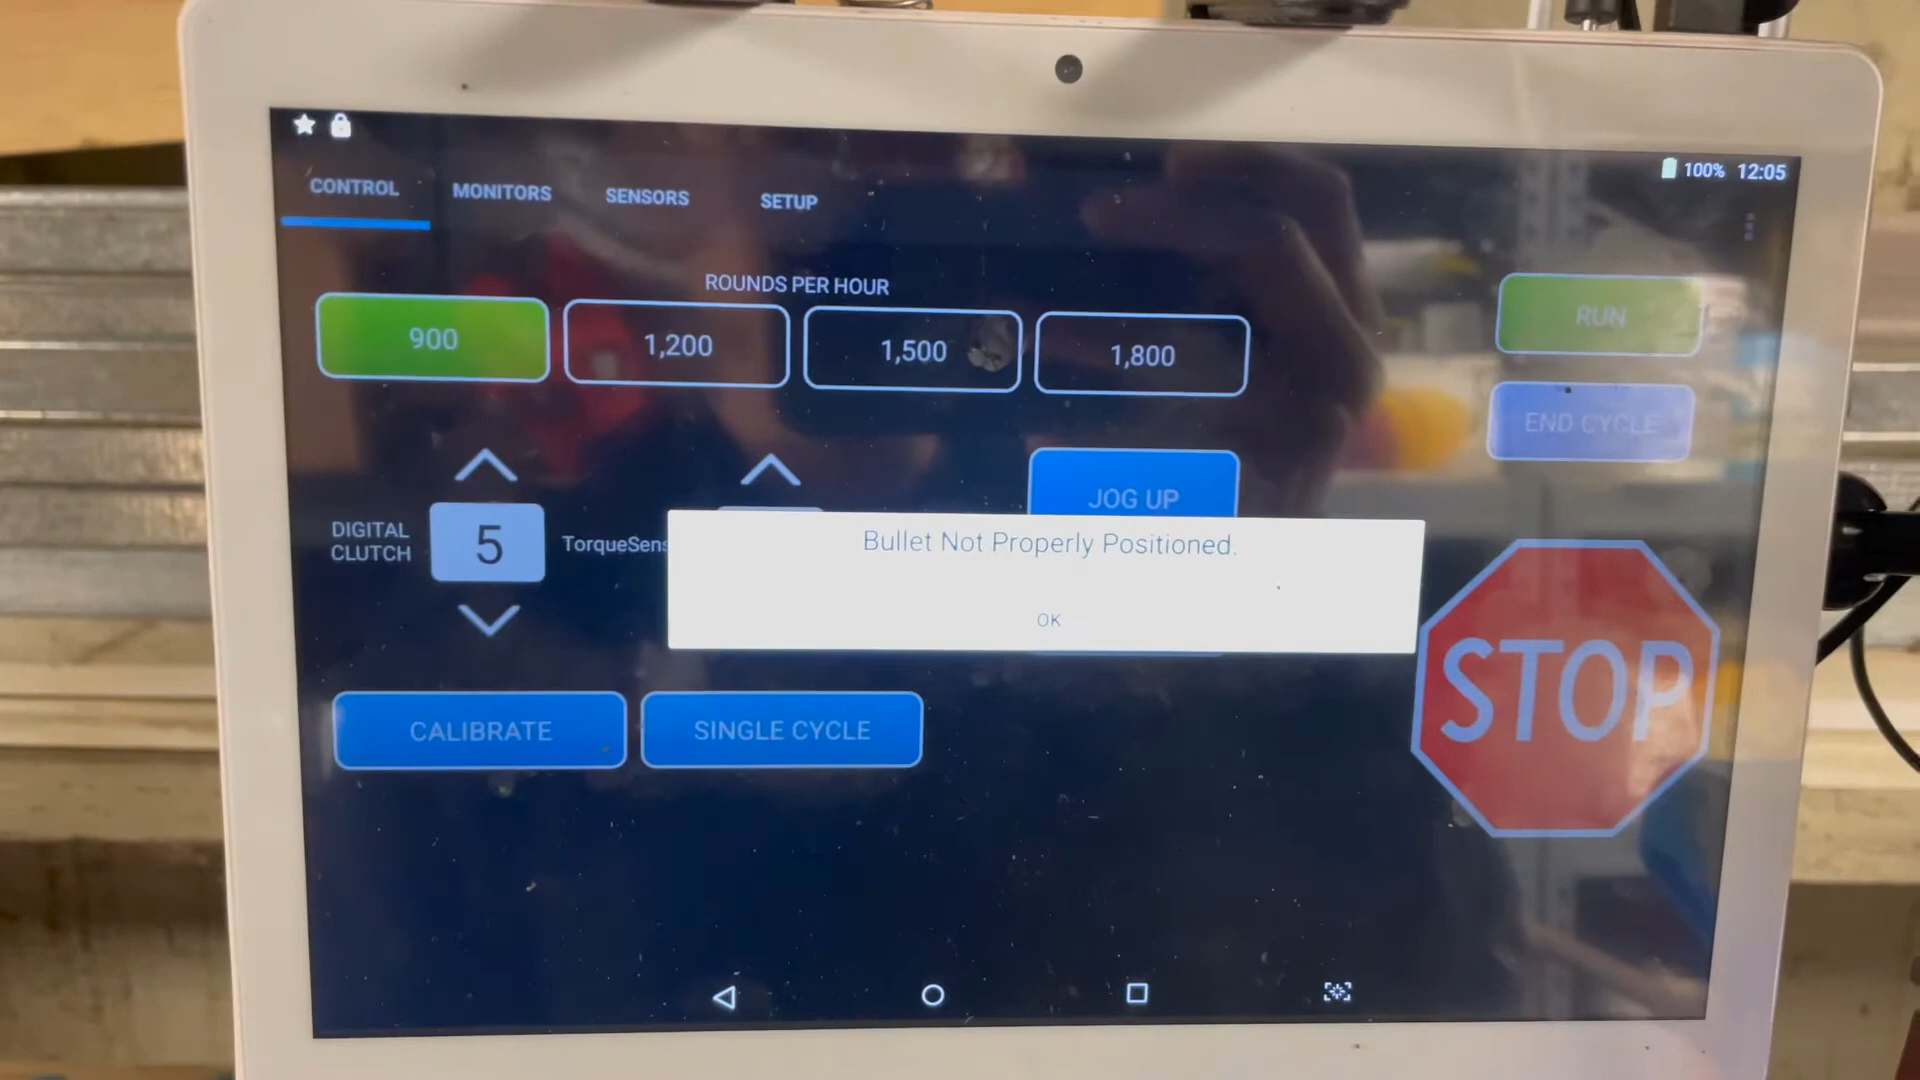 100% 12:05
CONTROL MONITORS SENSORS SETUP
ROUNDS PER HOUR
900 1,200 1,500 1,800
RUN
END CYCLE
JOG UP
DIGITAL
CLUTCH
5
TorqueSens
Bullet Not Properly Positioned.
OK
STOP
CALIBRATE SINGLE CYCLE